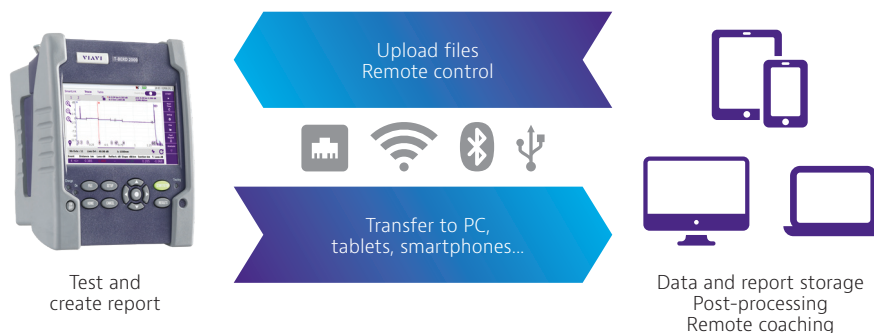 Upload files
Remote control
VIAVI
Trace
Transfer to PC,
tablets, smartphones...
Test and
create report
Data and report storage
Post-processing
Remote coaching